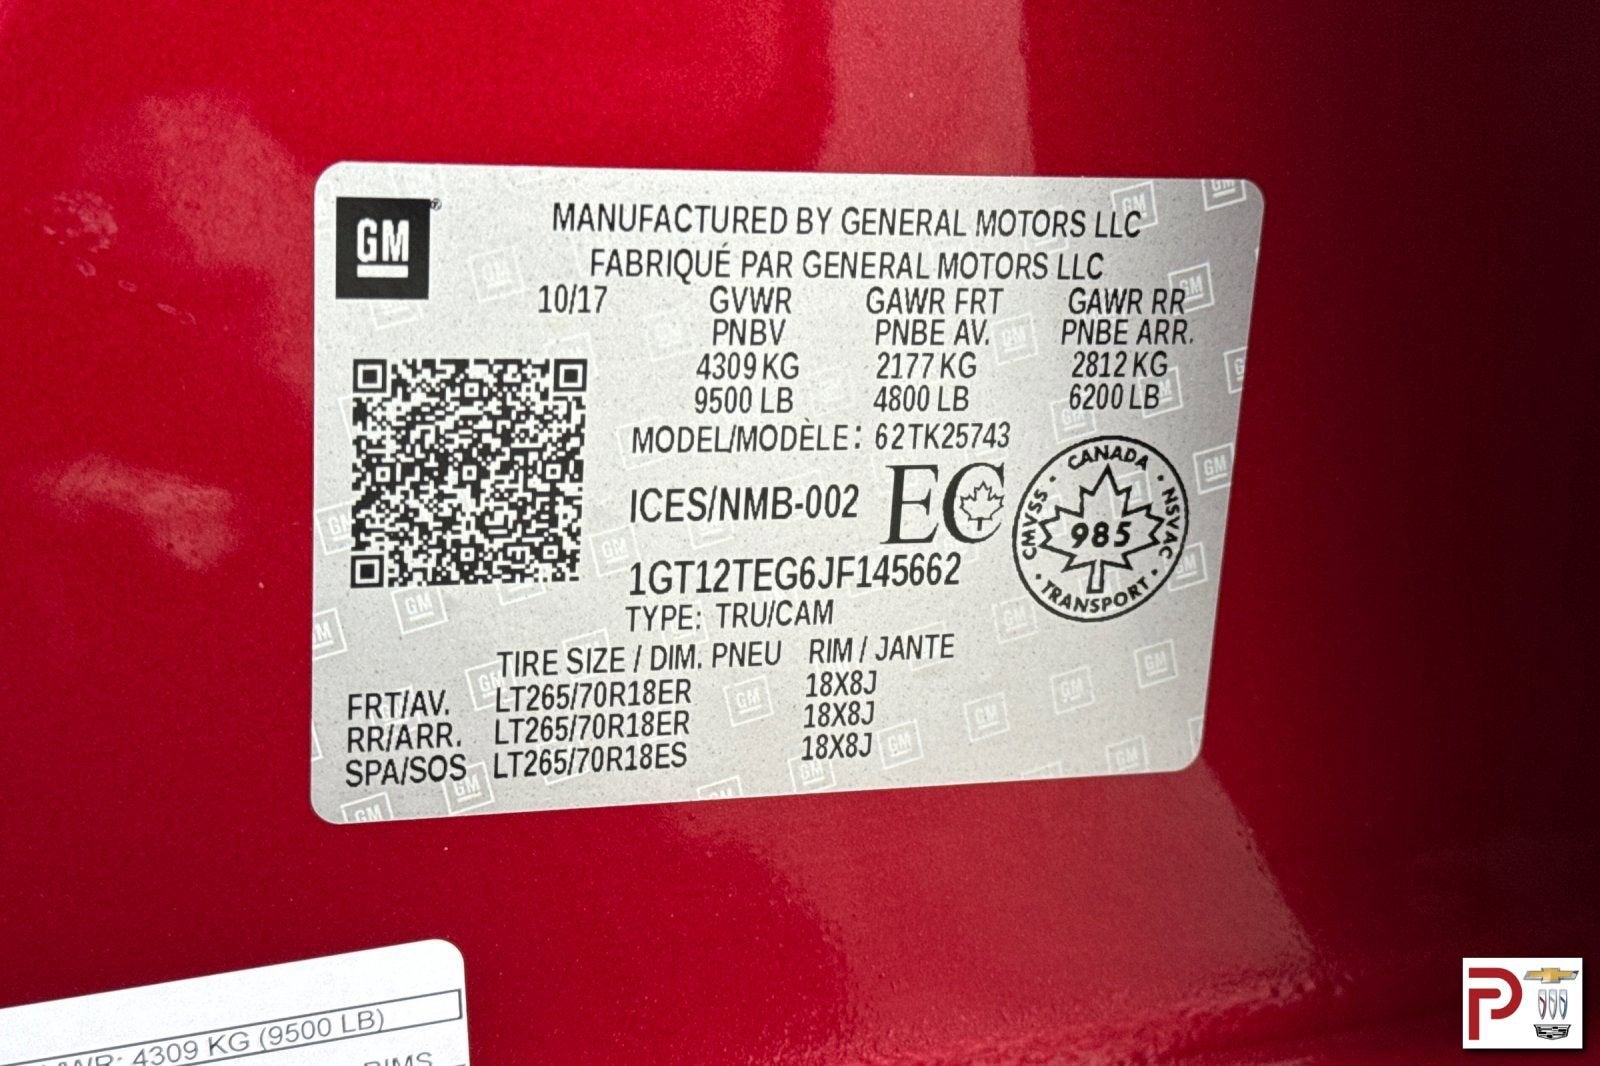 GM
MANUFACTURED BY GENERAL MOTORS LLC
FABRIQUÉ PAR GENERAL MOTORS LLC
10/17 GVWR GAWR FRT GAWR RR
PNBV PNBE AV. PNBE ARR.
4309 KG 2177 KG 2812 KG
9500 LB 4800 LB 6200 LB
MODEL/MODÈLE: 62TK25743
ICES/NMB-002 EC
CANADA
CMVSS 985 NSVAC
TRANSPORT
1GT12TEG6JF145662
TYPE: TRU/CAM
TIRE SIZE / DIM. PNEU RIM / JANTE
FRT/AV. LT265/70R18ER 18X8J
RR/ARR. LT265/70R18ER 18X8J
SPA/SOS LT265/70R18ES 18X8J
4309 KG (9500 LB)
P